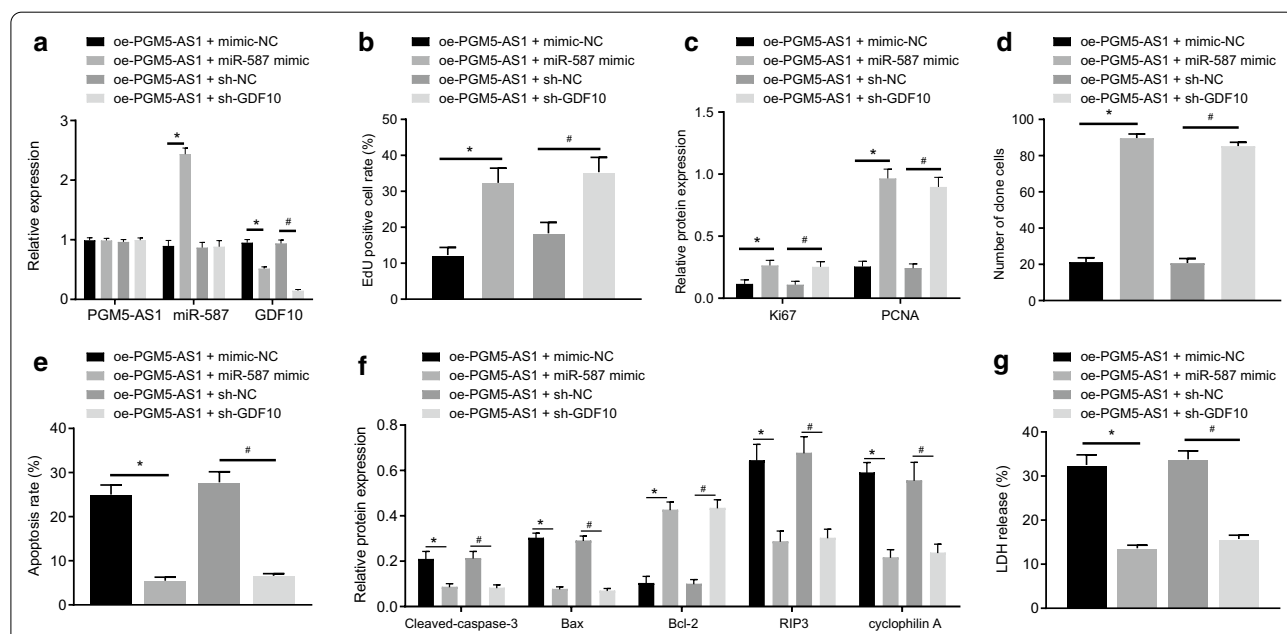 a
oe-PGM5-AS1 + mimic-NC
oe-PGM5-AS1 + miR-587 mimic
oe-PGM5-AS1 + sh-NC
oe-PGM5-AS1 + sh-GDF10
Relative expression
3
2
1
0
*
*
#
PGM5-AS1 miR-587 GDF10
b
oe-PGM5-AS1 + mimic-NC
oe-PGM5-AS1 + miR-587 mimic
oe-PGM5-AS1 + sh-NC
oe-PGM5-AS1 + sh-GDF10
EdU positive cell rate (%)
50
40
30
20
10
0
*
#
c
oe-PGM5-AS1 + mimic-NC
oe-PGM5-AS1 + miR-587 mimic
oe-PGM5-AS1 + sh-NC
oe-PGM5-AS1 + sh-GDF10
Relative protein expression
1.5
1.0
0.5
0.0
*
#
*
#
Ki67 PCNA
d
oe-PGM5-AS1 + mimic-NC
oe-PGM5-AS1 + miR-587 mimic
oe-PGM5-AS1 + sh-NC
oe-PGM5-AS1 + sh-GDF10
Number of clone cells
100
80
60
40
20
0
*
#
e
oe-PGM5-AS1 + mimic-NC
oe-PGM5-AS1 + miR-587 mimic
oe-PGM5-AS1 + sh-NC
oe-PGM5-AS1 + sh-GDF10
Apoptosis rate (%)
40
30
20
10
0
*
#
f
oe-PGM5-AS1 + mimic-NC
oe-PGM5-AS1 + miR-587 mimic
oe-PGM5-AS1 + sh-NC
oe-PGM5-AS1 + sh-GDF10
Relative protein expression
0.8
0.6
0.4
0.2
0.0
*
#
*
#
*
#
*
#
*
#
Cleaved-caspase-3 Bax Bcl-2 RIP3 cyclophilin A
g
oe-PGM5-AS1 + mimic-NC
oe-PGM5-AS1 + miR-587 mimic
oe-PGM5-AS1 + sh-NC
oe-PGM5-AS1 + sh-GDF10
LDH release (%)
40
30
20
10
0
*
#